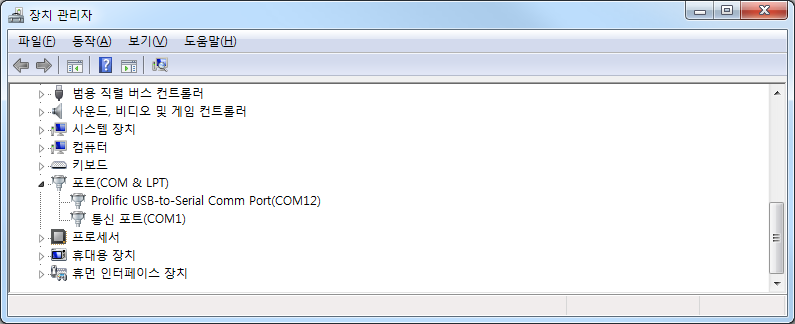 장치 관리자
파일(F) 동작(A) 보기(V) 도움말(H)
범용 직렬 버스 컨트롤러
사운드, 비디오 및 게임 컨트롤러
시스템 장치
컴퓨터
키보드
포트(COM & LPT)
Prolific USB-to-Serial Comm Port(COM12)
통신 포트(COM1)
프로세서
휴대용 장치
휴먼 인터페이스 장치